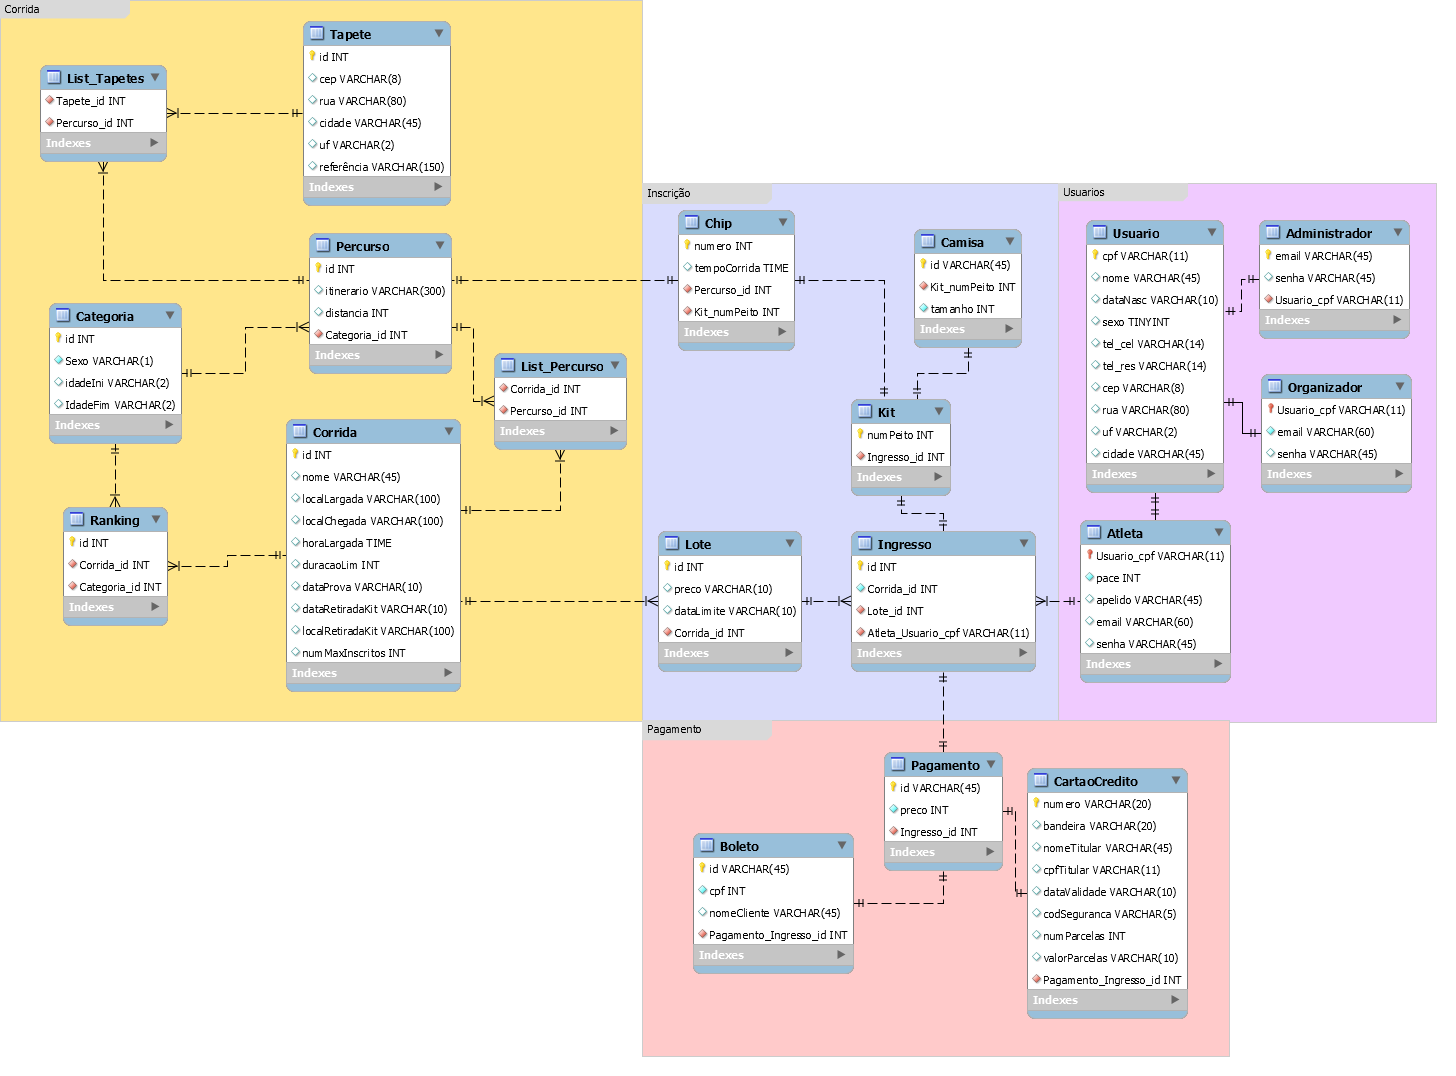 Corrida
Tapete
id INT
cep VARCHAR(8)
rua VARCHAR(80)
cidade VARCHAR(45)
uf VARCHAR(2)
referência VARCHAR(150)
Indexes
List_Tapetes
Tapete_id INT
Percurso_id INT
Indexes
Percurso
id INT
itinerario VARCHAR(300)
distancia INT
Categoria_id INT
Indexes
Categoria
id INT
Sexo VARCHAR(1)
idadeIni VARCHAR(2)
IdadeFim VARCHAR(2)
Indexes
List_Percurso
Corrida_id INT
Percurso_id INT
Indexes
Corrida
id INT
nome VARCHAR(45)
localLargada VARCHAR(100)
localChegada VARCHAR(100)
horaLargada TIME
duracaoLim INT
dataProva VARCHAR(10)
dataRetiradaKit VARCHAR(10)
localRetiradaKit VARCHAR(100)
numMaxInscritos INT
Indexes
Ranking
id INT
Corrida_id INT
Categoria_id INT
Indexes
Inscrição
Chip
numero INT
tempoCorrida TIME
Percurso_id INT
Kit_numPeito INT
Indexes
Camisa
id VARCHAR(45)
Kit_numPeito INT
tamanho INT
Indexes
Kit
numPeito INT
Ingresso_id INT
Indexes
Lote
id INT
preco VARCHAR(10)
dataLimite VARCHAR(10)
Corrida_id INT
Indexes
Ingresso
id INT
Corrida_id INT
Lote_id INT
Atleta_Usuario_cpf VARCHAR(11)
Indexes
Usuarios
Usuario
cpf VARCHAR(11)
nome VARCHAR(45)
dataNasc VARCHAR(10)
sexo TINYINT
tel_cel VARCHAR(14)
tel_res VARCHAR(14)
cep VARCHAR(8)
rua VARCHAR(80)
uf VARCHAR(2)
cidade VARCHAR(45)
Indexes
Administrador
email VARCHAR(45)
senha VARCHAR(45)
Usuario_cpf VARCHAR(11)
Indexes
Organizador
Usuario_cpf VARCHAR(11)
email VARCHAR(60)
senha VARCHAR(45)
Indexes
Atleta
Usuario_cpf VARCHAR(11)
pace INT
apelido VARCHAR(45)
email VARCHAR(60)
senha VARCHAR(45)
Indexes
Pagamento
Pagamento
id VARCHAR(45)
preco INT
Ingresso_id INT
Indexes
CartaoCredito
numero VARCHAR(20)
bandeira VARCHAR(20)
nomeTitular VARCHAR(45)
cpfTitular VARCHAR(11)
dataValidade VARCHAR(10)
codSeguranca VARCHAR(5)
numParcelas INT
valorParcelas VARCHAR(10)
Pagamento_Ingresso_id INT
Indexes
Boleto
id VARCHAR(45)
cpf INT
nomeCliente VARCHAR(45)
Pagamento_Ingresso_id INT
Indexes